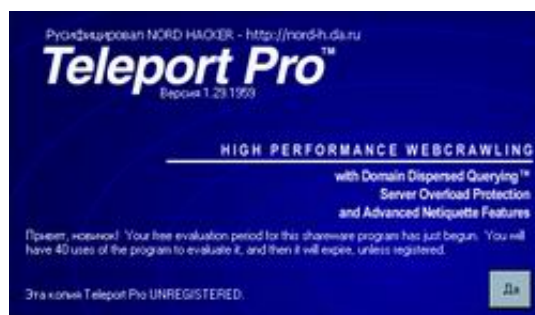 Русифицирован NORD HACKER - http://nord-h.da.ru
Teleport Pro™
Версия 1.29.1959
HIGH PERFORMANCE WEBCRAWLING
with Domain Dispersed Querying™
Server Overload Protection
and Advanced Netiquette Features
Привет, новичок! Your free evaluation period for this shareware program has just begun. You will
have 40 uses of the program to evaluate it, and then it will expire, unless registered.
Эта копия Teleport Pro UNREGISTERED.
Да